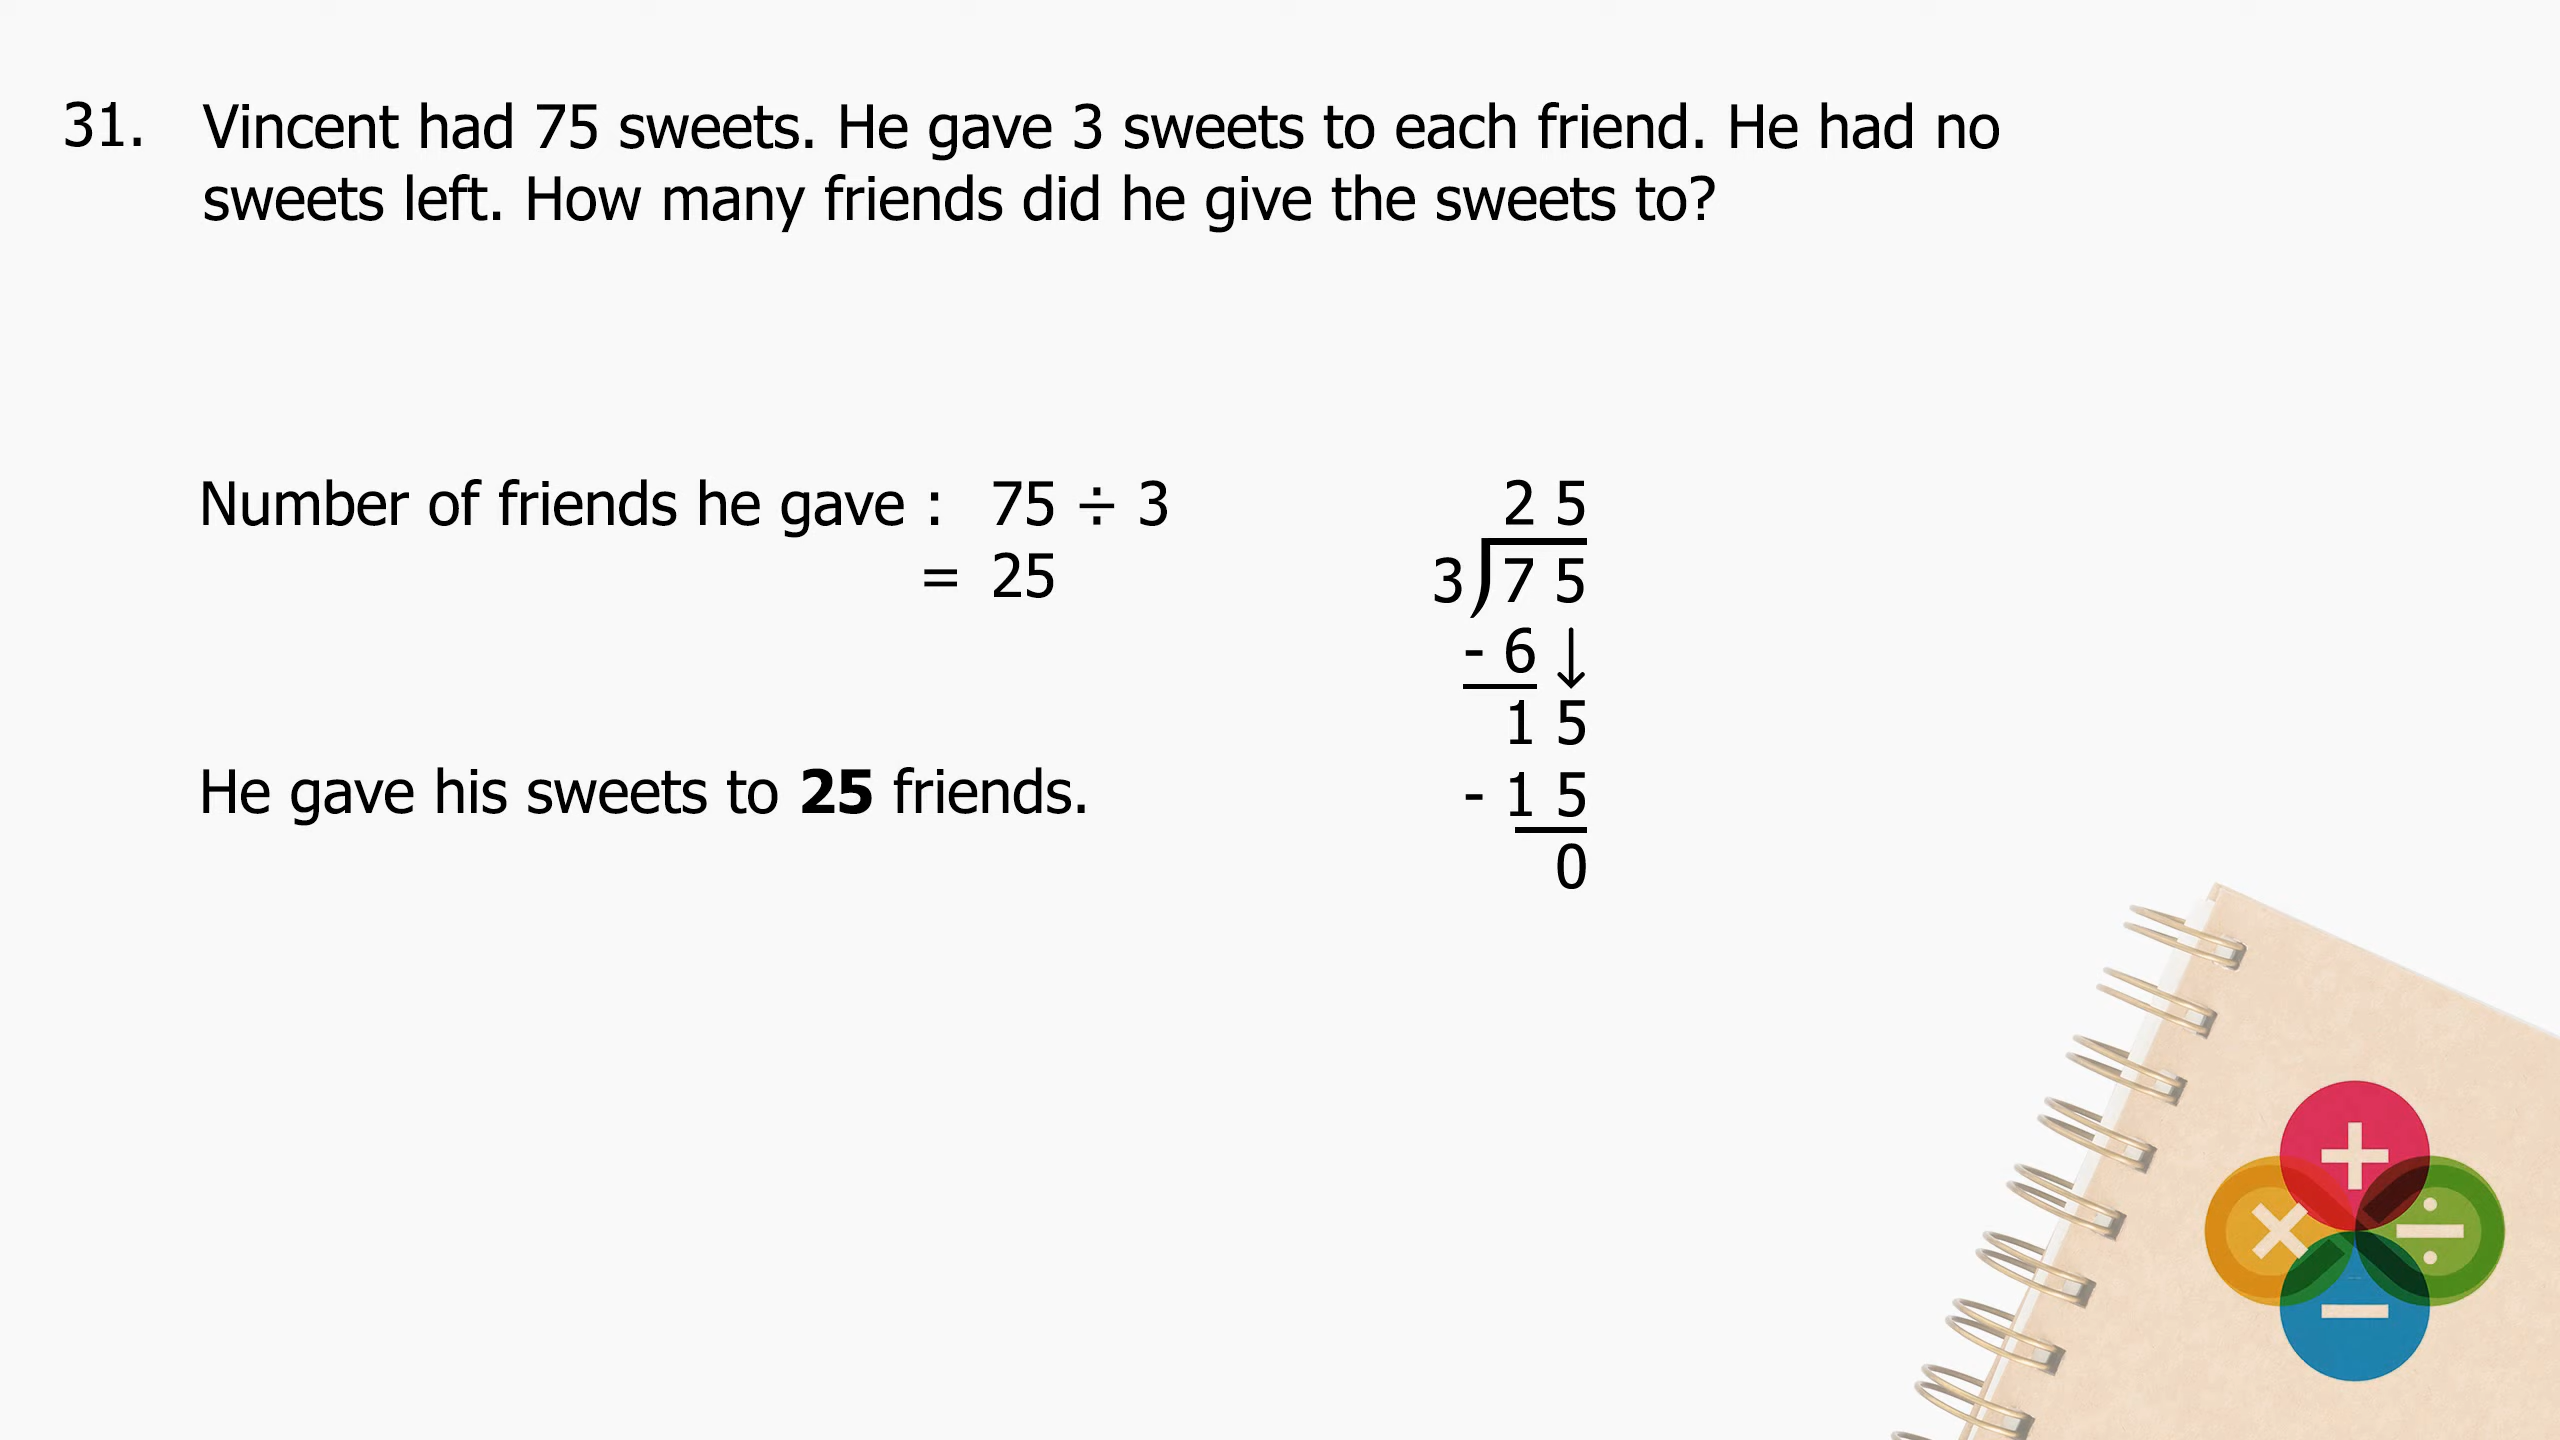 31. Vincent had 75 sweets. He gave 3 sweets to each friend. He had no
sweets left. How many friends did he give the sweets to?
Number of friends he gave : 75 ÷ 3
= 25
He gave his sweets to 25 friends.
2 5
3)7 5
- 6 ↓
1 5
- 1 5
0
+
× ÷
−